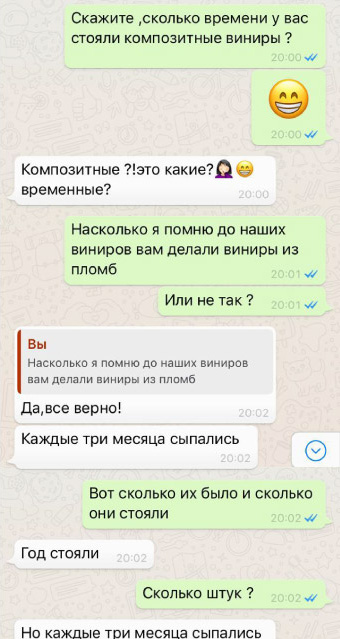 Скажите ,сколько времени у вас
стояли композитные виниры ?
20:00
20:00
Композитные ?!это какие?🤦🏻‍♀️😁
временные?
20:00
Насколько я помню до наших
виниров вам делали виниры из
пломб
20:01
Или не так ?
20:01
Вы
Насколько я помню до наших виниров
вам делали виниры из пломб
Да,все верно!
20:02
Каждые три месяца сыпались
20:02
Вот сколько их было и сколько
они стояли
20:02
Год стояли
20:02
Сколько штук ?
20:02
Но каждые три месяца сыпались